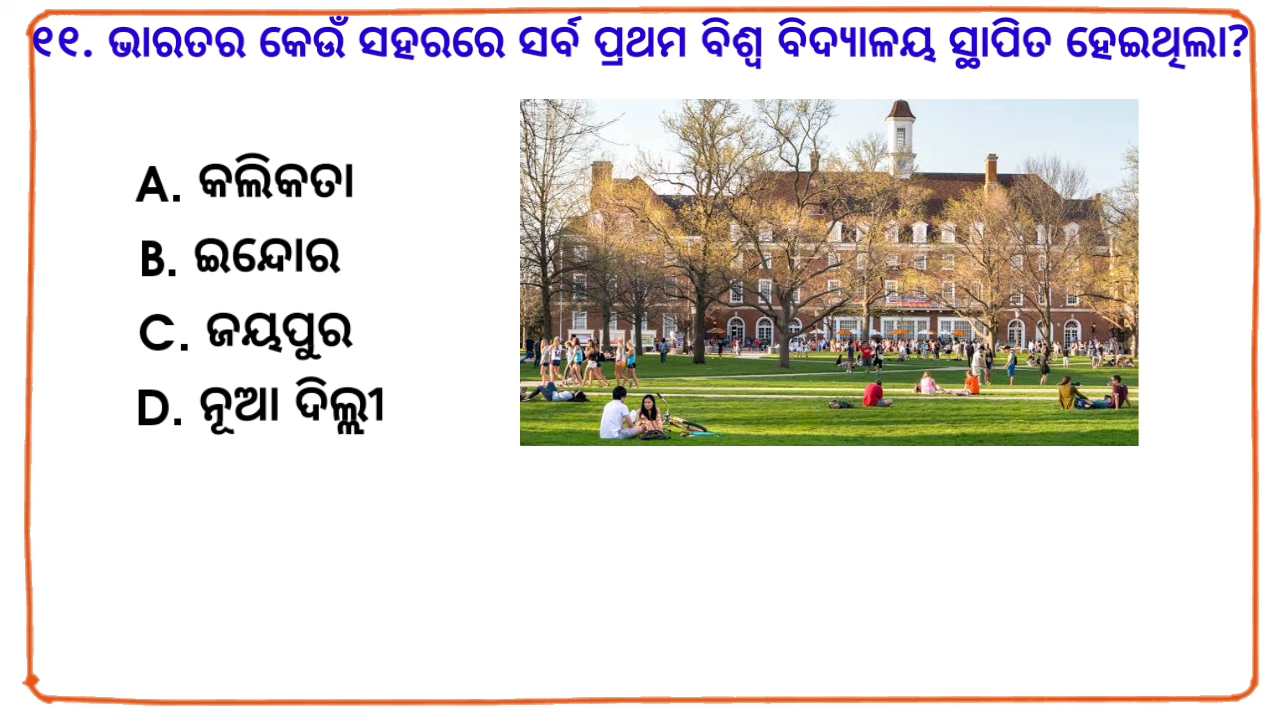 ୧୧. ଭାରତର କେଉଁ ସହରରେ ସର୍ବ ପ୍ରଥମ ବିଶ୍ଵ ବିଦ୍ୟାଳୟ ସ୍ଥାପିତ ହେଇଥିଲା?
A. କଲିକତା
B. ଇନ୍ଦୋର
C. ଜୟପୁର
D. ନୂଆ ଦିଲ୍ଲୀ